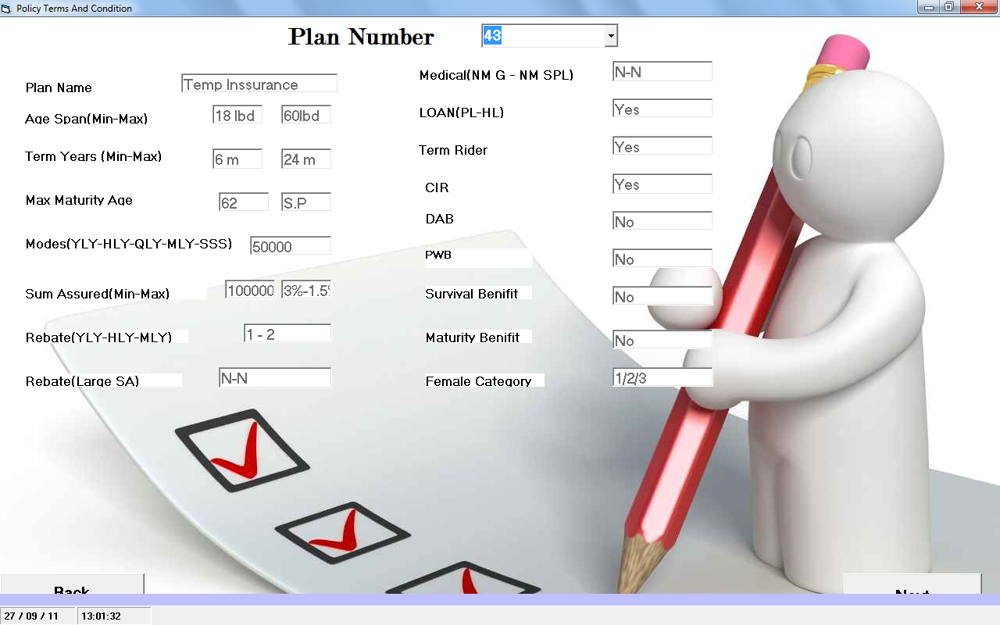 Policy Terms And Condition
Plan Number 43
Plan Name Temp Inssurance
Age Span(Min-Max) 18 lbd 60lbd
Term Years (Min-Max) 6 m 24 m
Max Maturity Age 62 S.P
Modes(YLY-HLY-QLY-MLY-SSS) 50000
Sum Assured(Min-Max) 100000 3%-1.5%
Rebate(YLY-HLY-MLY) 1 - 2
Rebate(Large SA) N-N
Medical(NM G - NM SPL) N-N
LOAN(PL-HL) Yes
Term Rider Yes
CIR Yes
DAB No
PWB No
Survival Benifit No
Maturity Benifit No
Female Category 1/2/3
Back
Next
27 / 09 / 11 13:01:32